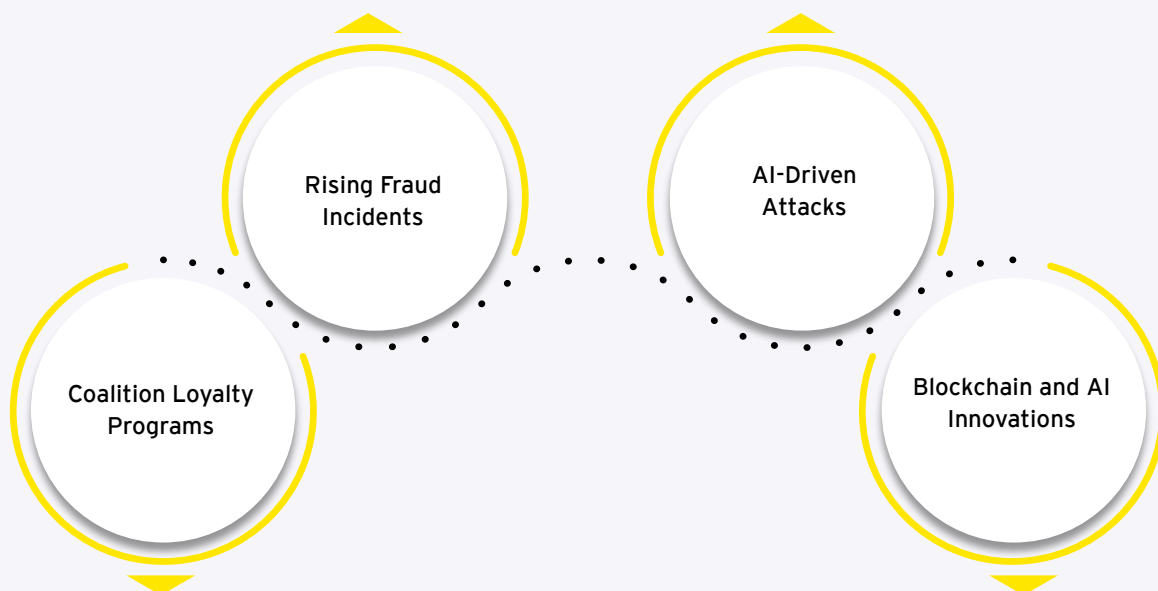 Rising Fraud
Incidents
AI-Driven
Attacks
Coalition Loyalty
Programs
Blockchain and AI
Innovations